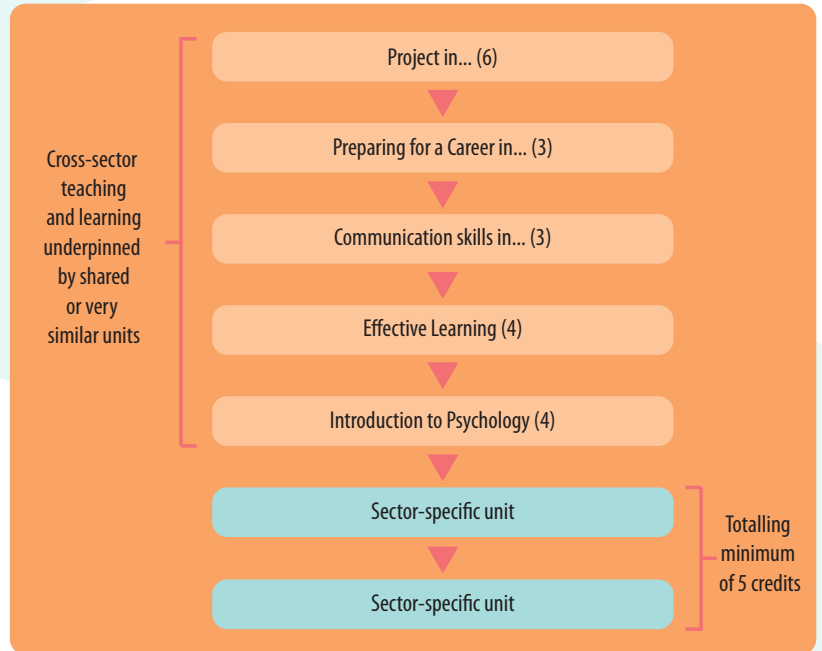 Project in... (6)
Preparing for a Career in... (3)
Communication skills in... (3)
Effective Learning (4)
Introduction to Psychology (4)
Cross-sector
teaching
and learning
underpinned
by shared
or very
similar units
Sector-specific unit
Sector-specific unit
Totalling
minimum
of 5 credits